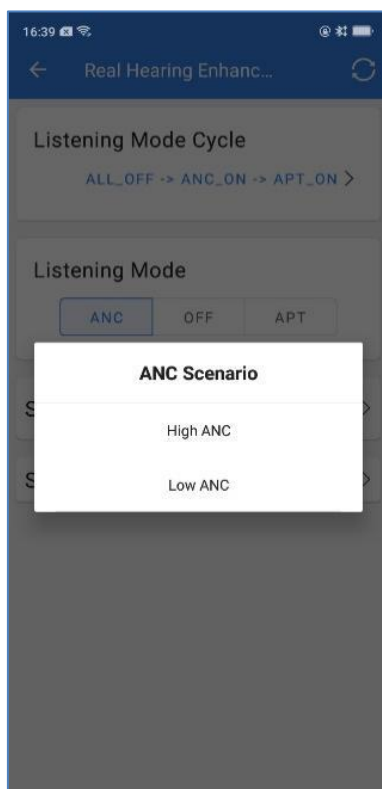 16:39
Real Hearing Enhanc...
Listening Mode Cycle
ALL_OFF -> ANC_ON -> APT_ON >
Listening Mode
ANC OFF APT
ANC Scenario
S
High ANC
S
Low ANC